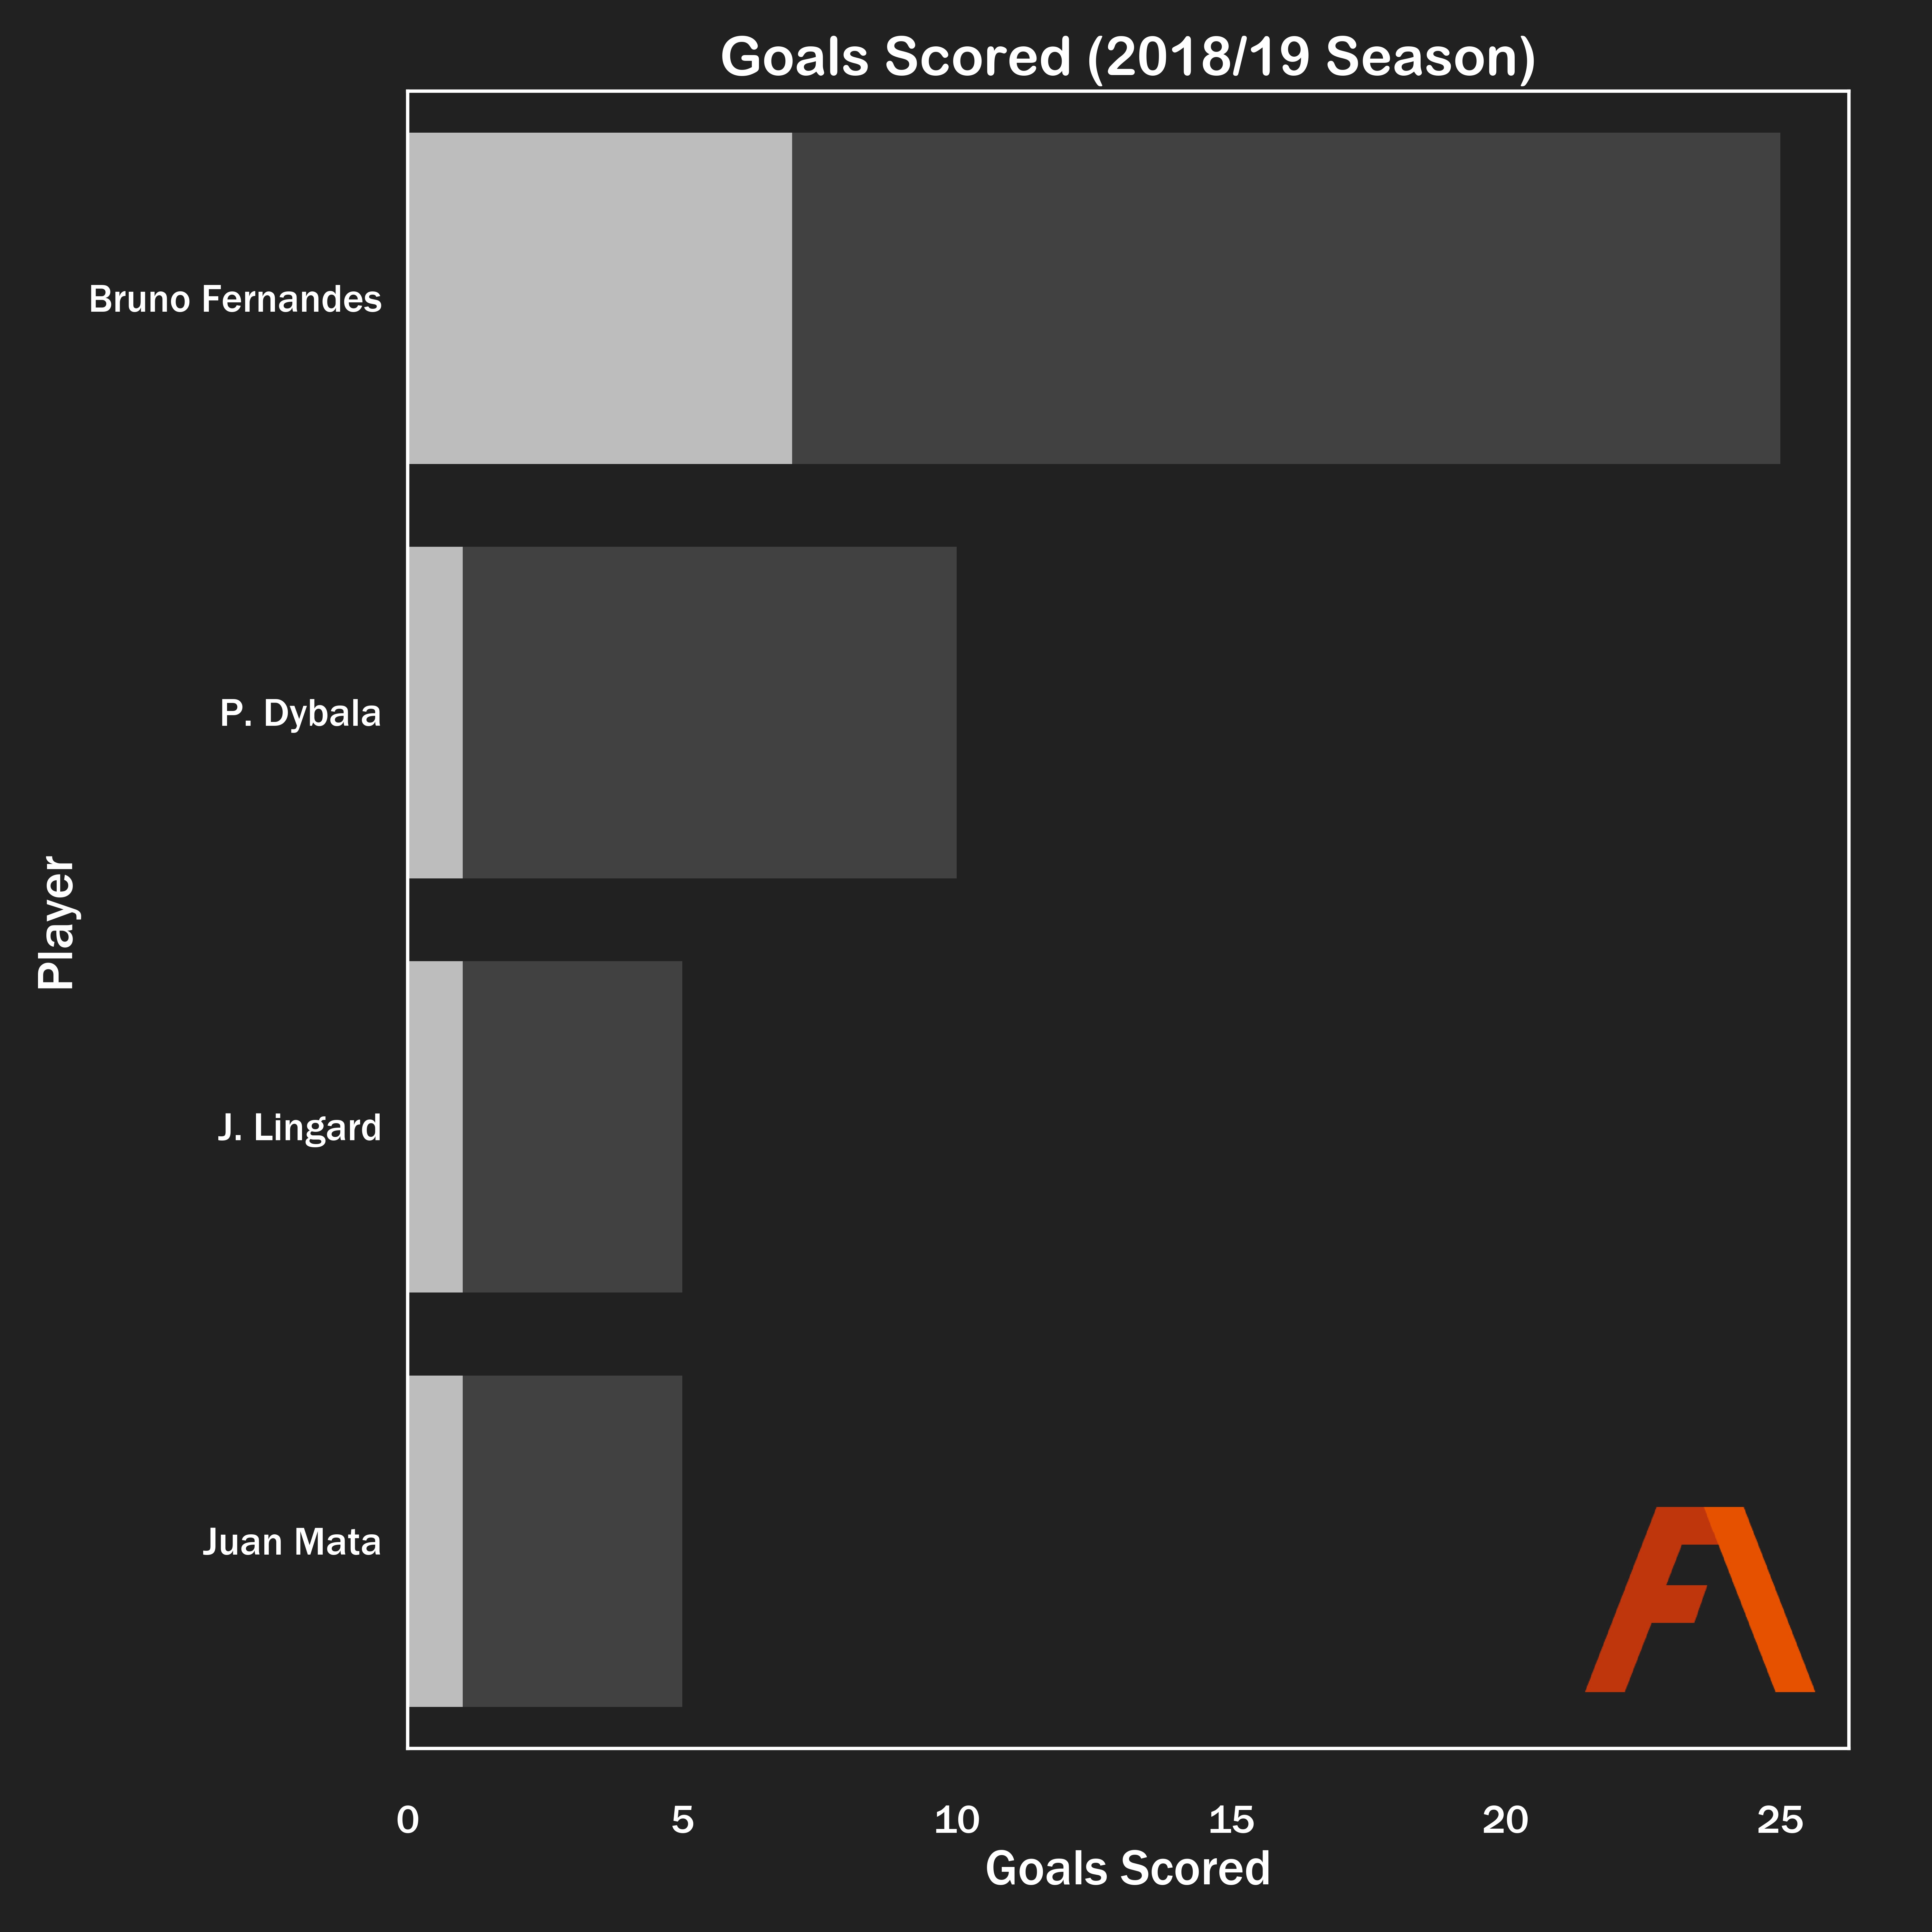 Goals Scored (2018/19 Season)
Bruno Fernandes
P. Dybala
Player
J. Lingard
Juan Mata
0 5 10 15 20 25
Goals Scored